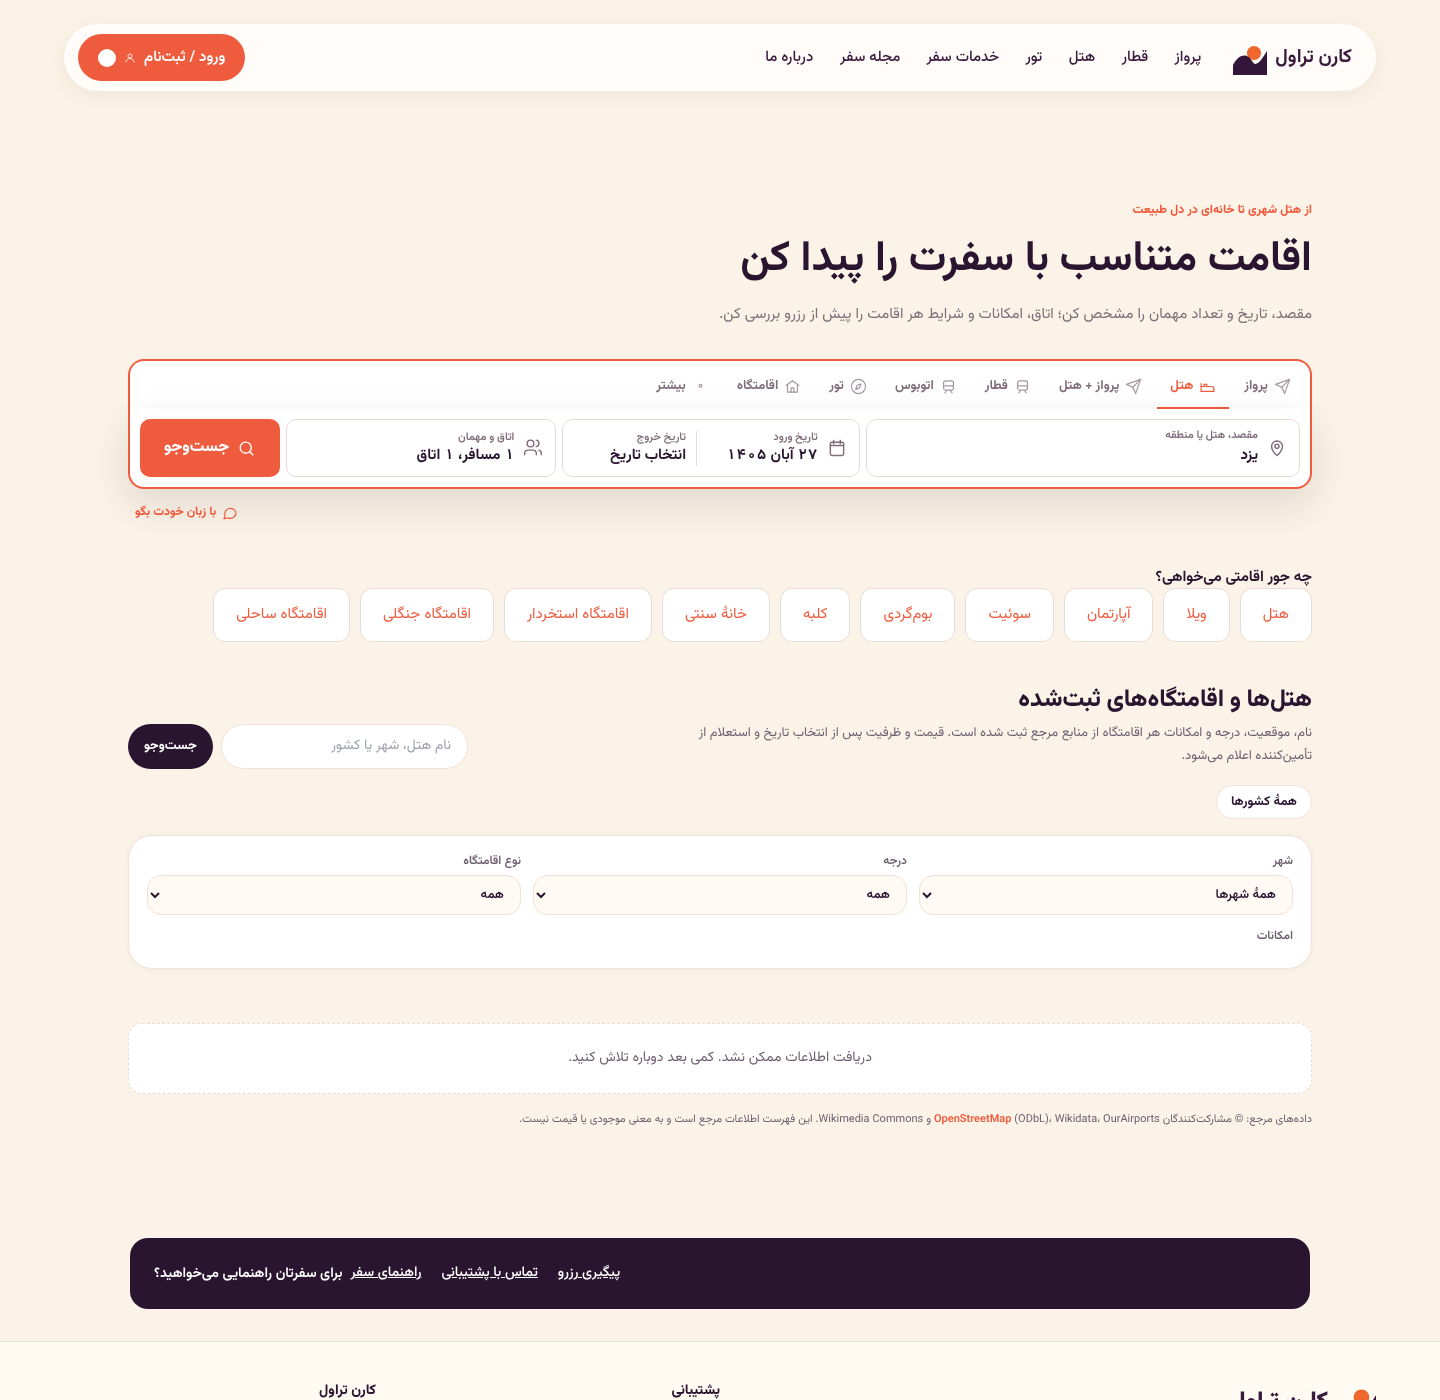 کارن تراول
پرواز
قطار
هتل
تور
خدمات سفر
مجله سفر
درباره ما
ورود / ثبت‌نام
از هتل شهری تا خانه‌ای در دل طبیعت
اقامت متناسب با سفرت را پیدا کن
مقصد، تاریخ و تعداد مهمان را مشخص کن؛ اتاق، امکانات و شرایط هر اقامت را پیش از رزرو بررسی کن.
پرواز
هتل
پرواز + هتل
قطار
اتوبوس
تور
اقامتگاه
بیشتر
مقصد، هتل یا منطقه
یزد
تاریخ ورود
۲۷ آبان ۱۴۰۵
تاریخ خروج
انتخاب تاریخ
اتاق و مهمان
۱ مسافر، ۱ اتاق
جست‌وجو
با زبان خودت بگو
چه جور اقامتی می‌خواهی؟
هتل
ویلا
آپارتمان
سوئیت
بوم‌گردی
کلبه
خانهٔ سنتی
اقامتگاه استخردار
اقامتگاه جنگلی
اقامتگاه ساحلی
هتل‌ها و اقامتگاه‌های ثبت‌شده
نام، موقعیت، درجه و امکانات هر اقامتگاه از منابع مرجع ثبت شده است. قیمت و ظرفیت پس از انتخاب تاریخ و استعلام از
تأمین‌کننده اعلام می‌شود.
نام هتل، شهر یا کشور
جست‌وجو
همهٔ کشورها
شهر
همهٔ شهرها
درجه
همه
نوع اقامتگاه
همه
امکانات
دریافت اطلاعات ممکن نشد. کمی بعد دوباره تلاش کنید.
داده‌های مرجع: © مشارکت‌کنندگان OpenStreetMap (ODbL)، Wikidata، OurAirports و Wikimedia Commons. این فهرست اطلاعات مرجع است و به معنی موجودی یا قیمت نیست.
پیگیری رزرو
تماس با پشتیبانی
راهنمای سفر
برای سفرتان راهنمایی می‌خواهید؟
کارن تراول
پشتیبانی
کارن تراول